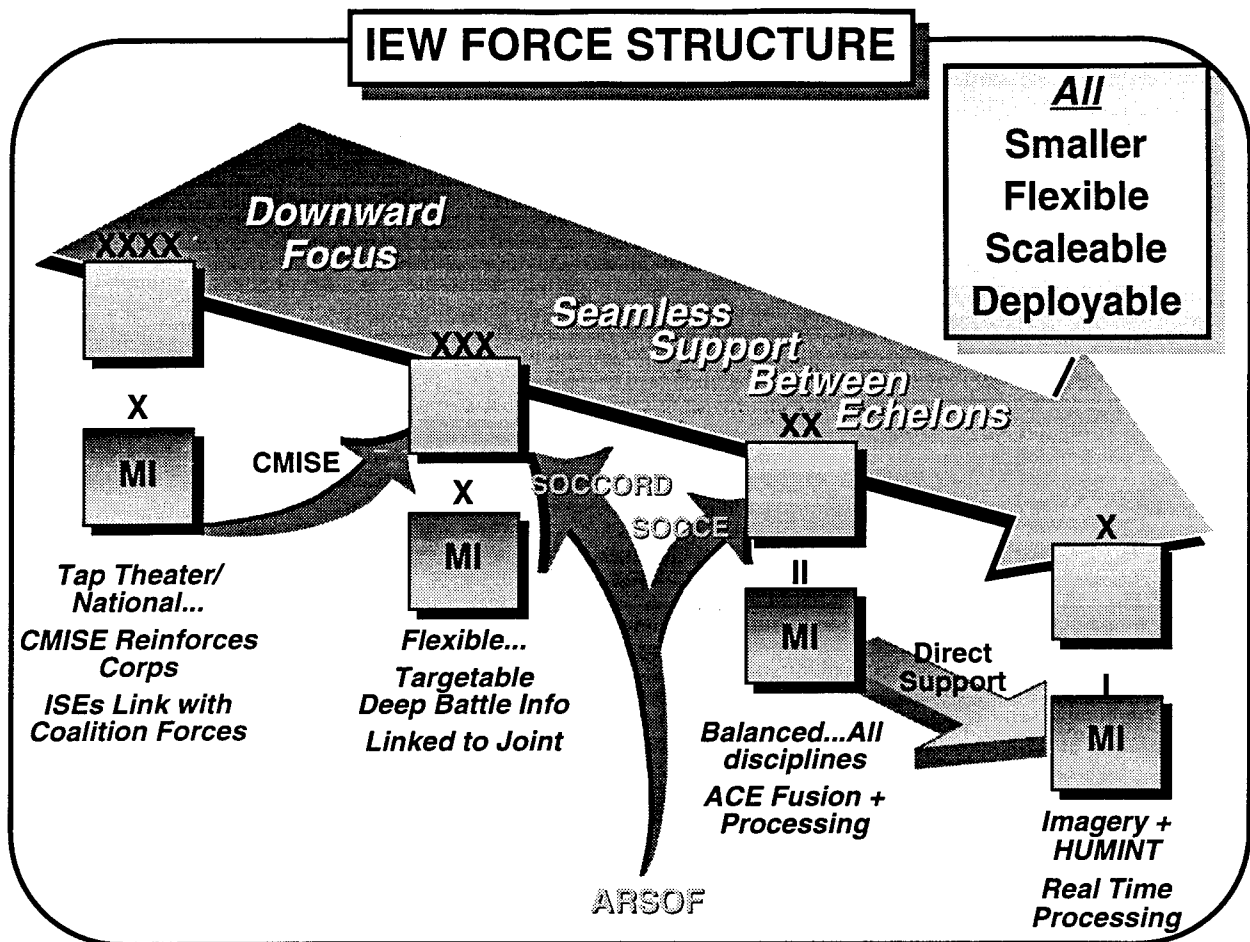 IEW FORCE STRUCTURE
All
Smaller
Flexible
Scaleable
Deployable
Downward
Focus
Seamless
Support
Between
Echelons
XXXX
X
MI
CMISE
Tap Theater/
National...
CMISE Reinforces
Corps
ISEs Link with
Coalition Forces
XXX
X
MI
Flexible...
Targetable
Deep Battle Info
Linked to Joint
SOCCORD
SOCCE
ARSOF
XX
II
MI
Balanced...All
disciplines
ACE Fusion +
Processing
Direct
Support
X
I
MI
Imagery +
HUMINT
Real Time
Processing